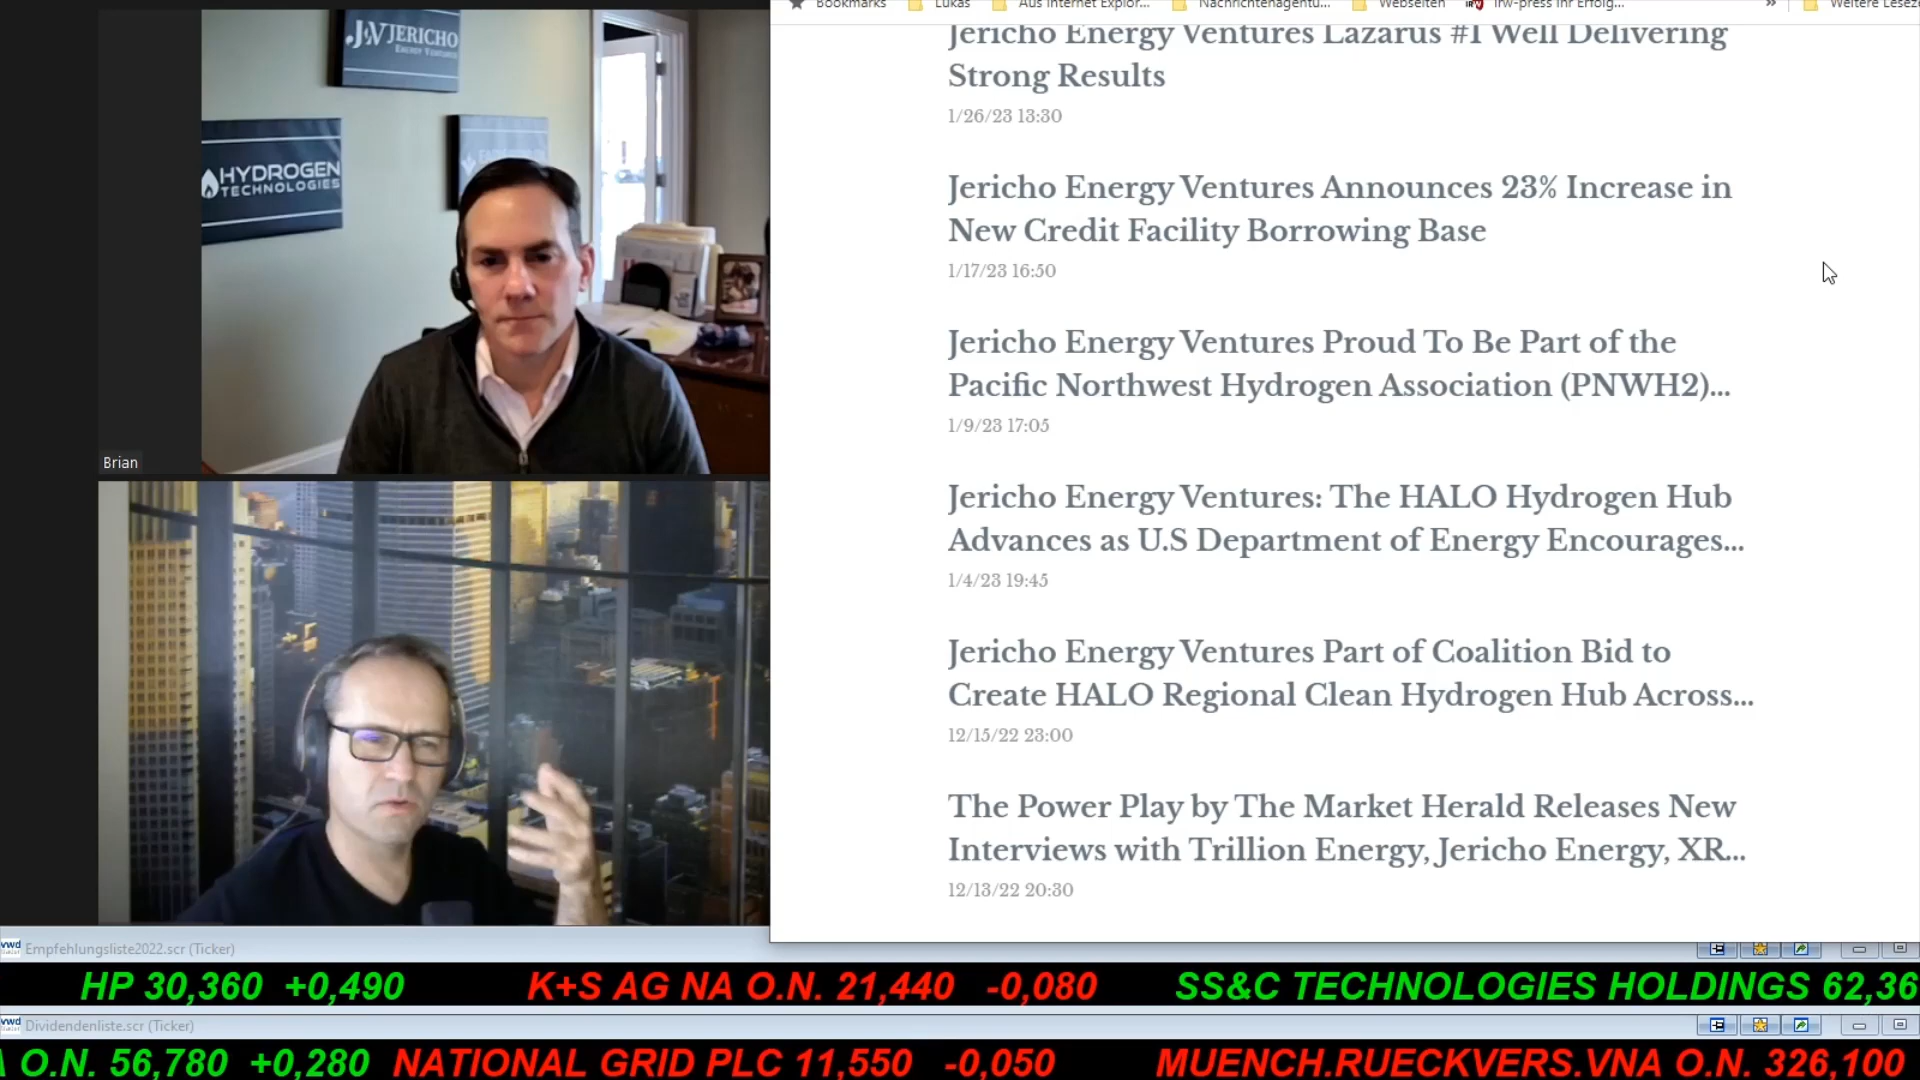 J∀V JERICHO
ENERGY VENTURES
HYDROGEN
TECHNOLOGIES
Brian
Bookmarks
Lukas
Aus Internet Explor...
Nachrichtenagentu...
Webseiten
Irw-press Ihr Erfolg...
»
Weitere Leseze
Jericho Energy Ventures Lazarus #1 Well Delivering
Strong Results
1/26/23 13:30
Jericho Energy Ventures Announces 23% Increase in
New Credit Facility Borrowing Base
1/17/23 16:50
Jericho Energy Ventures Proud To Be Part of the
Pacific Northwest Hydrogen Association (PNWH2)...
1/9/23 17:05
Jericho Energy Ventures: The HALO Hydrogen Hub
Advances as U.S Department of Energy Encourages...
1/4/23 19:45
Jericho Energy Ventures Part of Coalition Bid to
Create HALO Regional Clean Hydrogen Hub Across...
12/15/22 23:00
The Power Play by The Market Herald Releases New
Interviews with Trillion Energy, Jericho Energy, XR...
12/13/22 20:30
vwd Empfehlungsliste2022.scr (Ticker)
HP 30,360 +0,490 K+S AG NA O.N. 21,440 -0,080 SS&C TECHNOLOGIES HOLDINGS 62,36
vwd Dividendenliste.scr (Ticker)
A O.N. 56,780 +0,280 NATIONAL GRID PLC 11,550 -0,050 MUENCH.RUECKVERS.VNA O.N. 326,100